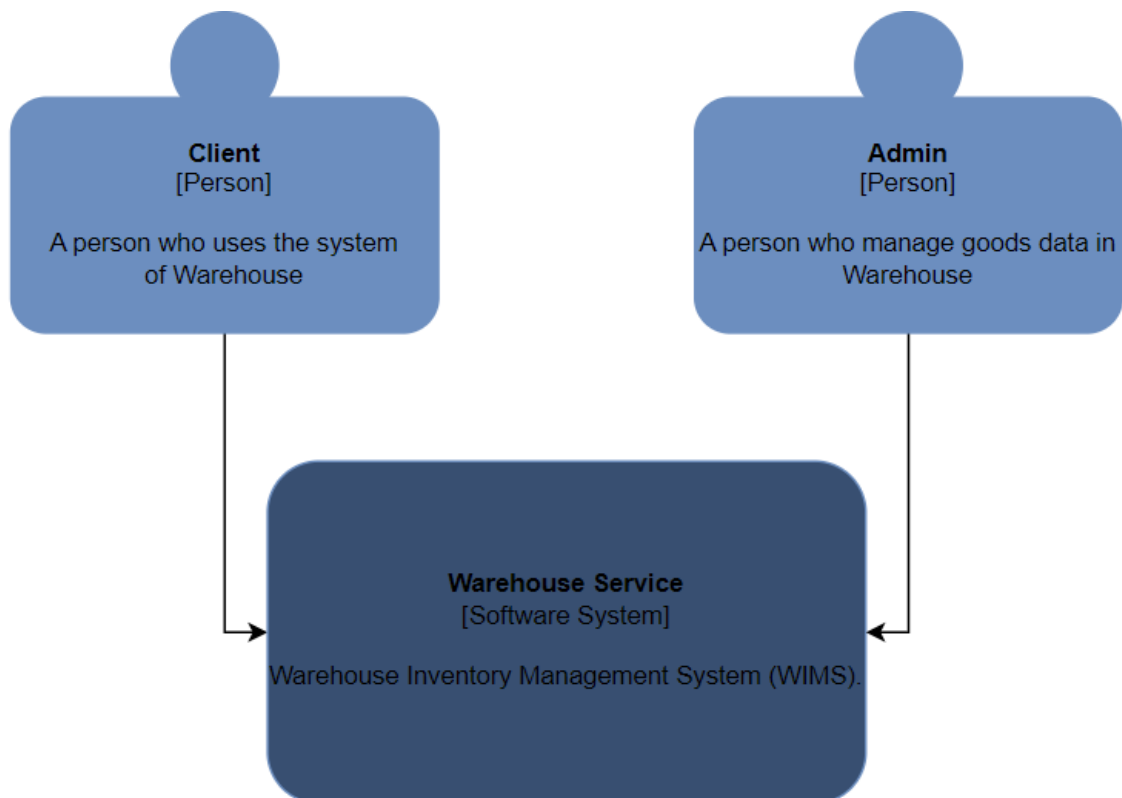 Client
[Person]
A person who uses the system
of Warehouse
Admin
[Person]
A person who manage goods data in
Warehouse
Warehouse Service
[Software System]
Warehouse Inventory Management System (WIMS).